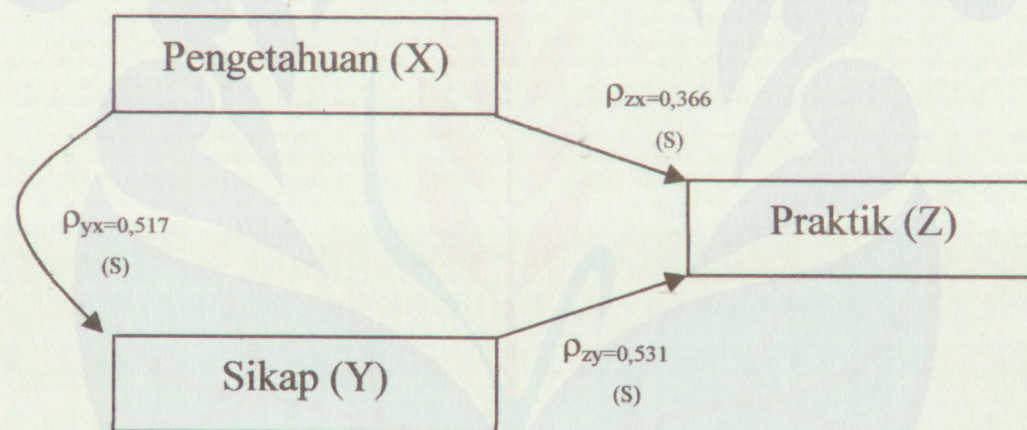 Pengetahuan (X)
ρzx=0,366
(S)
ρyx=0,517
(S)
Praktik (Z)
Sikap (Y)
ρzy=0,531
(S)